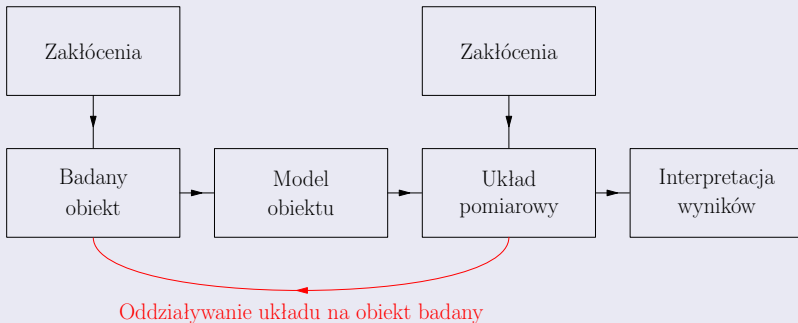 Zakłócenia
Zakłócenia
Badany
obiekt
Model
obiektu
Układ
pomiarowy
Interpretacja
wyników
Oddziaływanie układu na obiekt badany